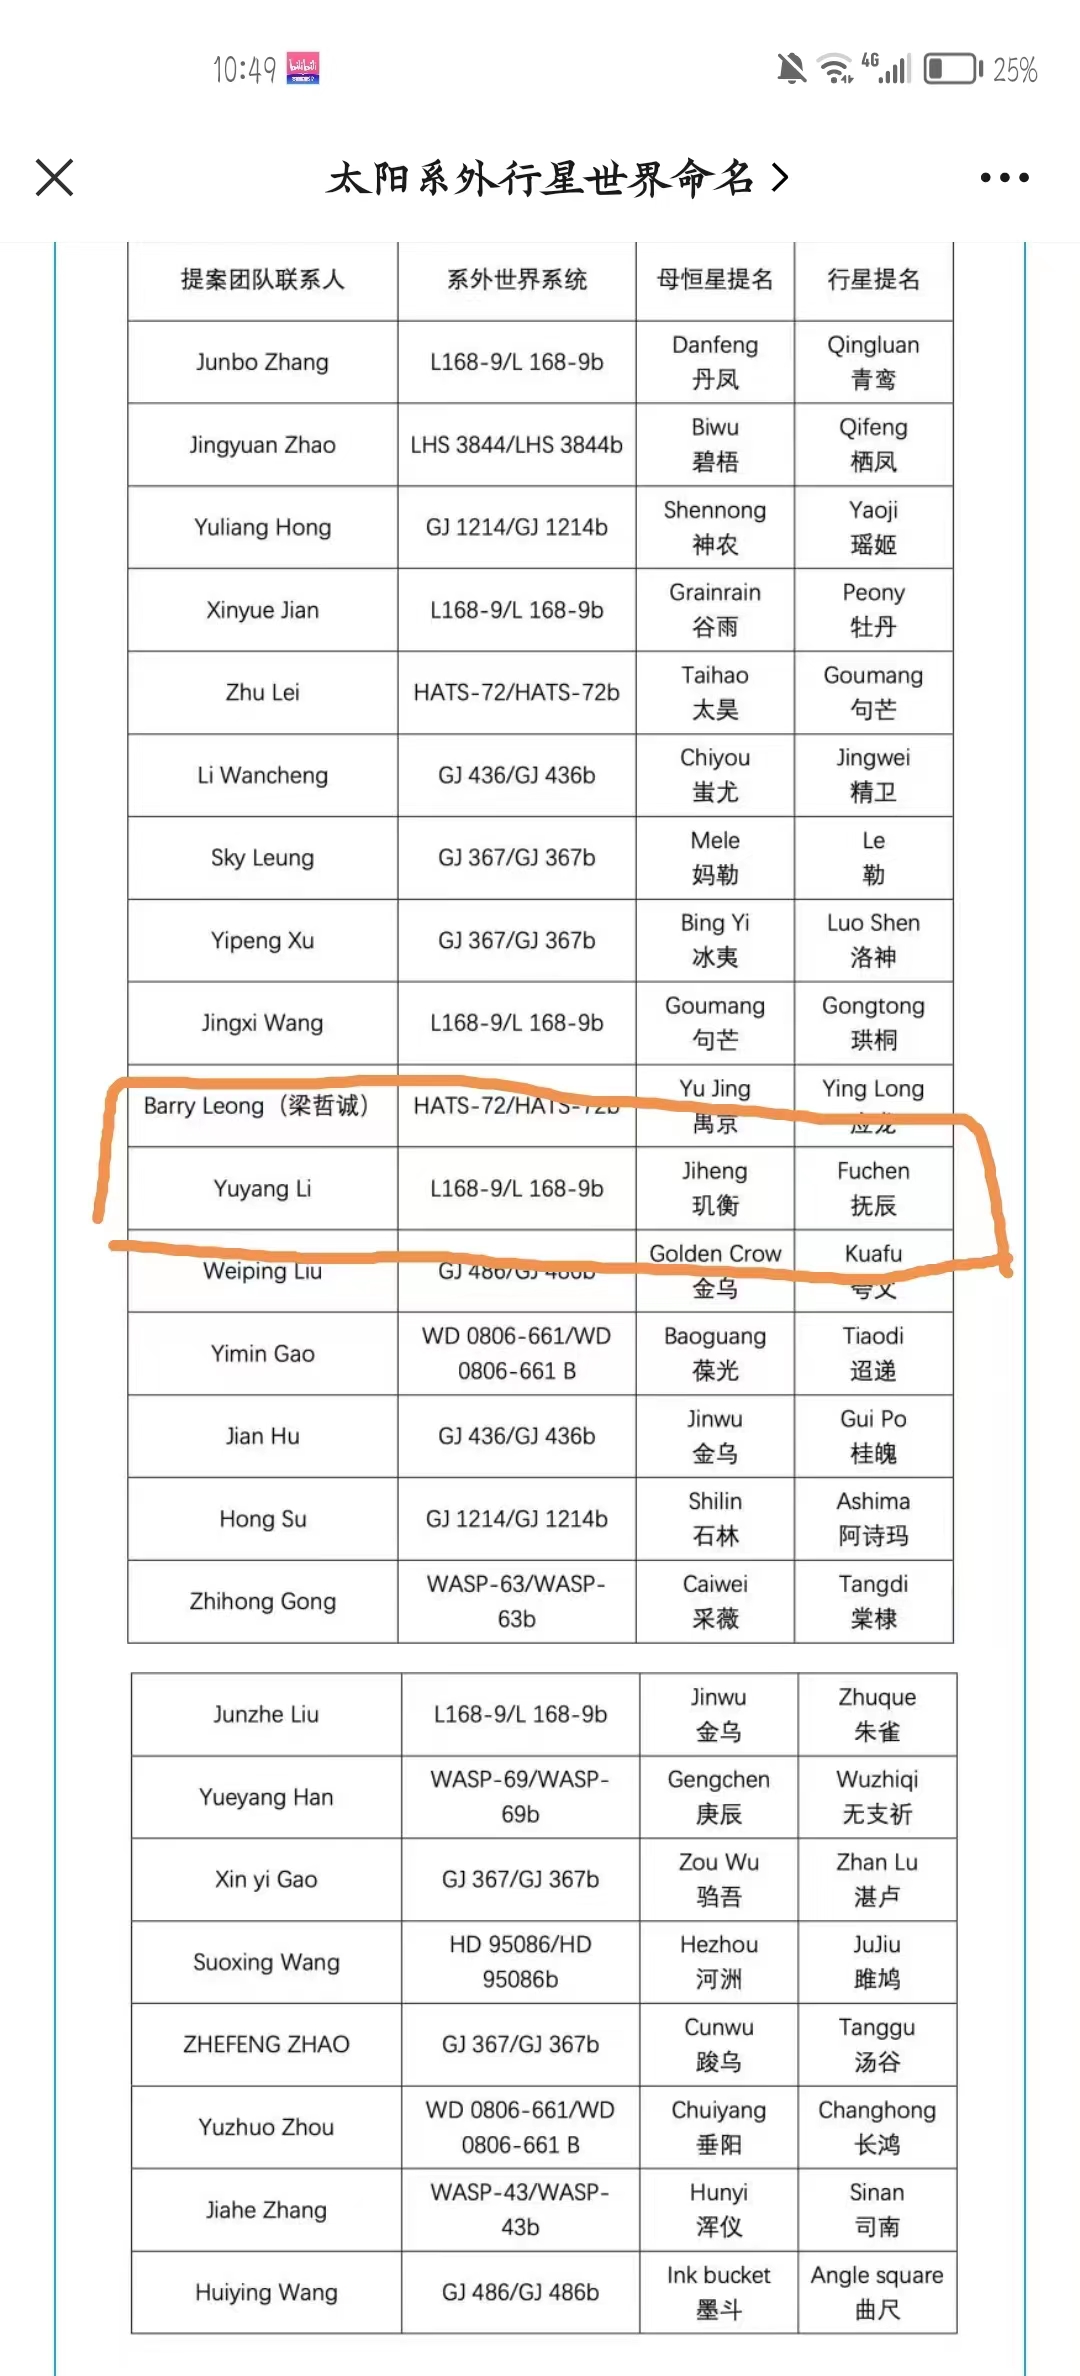 10:49
bilibili
4G
25%
太阳系外行星世界命名
提案团队联系人 系外世界系统 母恒星提名 行星提名
Junbo Zhang L168-9/L 168-9b Danfeng Qingluan
丹凤 青鸾
Jingyuan Zhao LHS 3844/LHS 3844b Biwu Qifeng
碧梧 栖凤
Yuliang Hong GJ 1214/GJ 1214b Shennong Yaoji
神农 瑶姬
Xinyue Jian L168-9/L 168-9b Grainrain Peony
谷雨 牡丹
Zhu Lei HATS-72/HATS-72b Taihao Goumang
太昊 句芒
Li Wancheng GJ 436/GJ 436b Chiyou Jingwei
蚩尤 精卫
Sky Leung GJ 367/GJ 367b Mele Le
妈勒 勒
Yipeng Xu GJ 367/GJ 367b Bing Yi Luo Shen
冰夷 洛神
Jingxi Wang L168-9/L 168-9b Goumang Gongtong
句芒 珙桐
Barry Leong（梁哲诚） HATS-72/HATS-72b Yu Jing Ying Long
禺京 应龙
Yuyang Li L168-9/L 168-9b Jiheng Fuchen
玑衡 抚辰
Weiping Liu GJ 486/GJ 486b Golden Crow Kuafu
金乌 夸父
Yimin Gao WD 0806-661/WD Baoguang Tiaodi
0806-661 B 葆光 迢递
Jian Hu GJ 436/GJ 436b Jinwu Gui Po
金乌 桂魄
Hong Su GJ 1214/GJ 1214b Shilin Ashima
石林 阿诗玛
Zhihong Gong WASP-63/WASP- Caiwei Tangdi
63b 采薇 棠棣
Junzhe Liu L168-9/L 168-9b Jinwu Zhuque
金乌 朱雀
Yueyang Han WASP-69/WASP- Gengchen Wuzhiqi
69b 庚辰 无支祈
Xin yi Gao GJ 367/GJ 367b Zou Wu Zhan Lu
驺吾 湛卢
Suoxing Wang HD 95086/HD Hezhou JuJiu
95086b 河洲 雎鸠
ZHEFENG ZHAO GJ 367/GJ 367b Cunwu Tanggu
踆乌 汤谷
Yuzhuo Zhou WD 0806-661/WD Chuiyang Changhong
0806-661 B 垂阳 长鸿
Jiahe Zhang WASP-43/WASP- Hunyi Sinan
43b 浑仪 司南
Huiying Wang GJ 486/GJ 486b Ink bucket Angle square
墨斗 曲尺